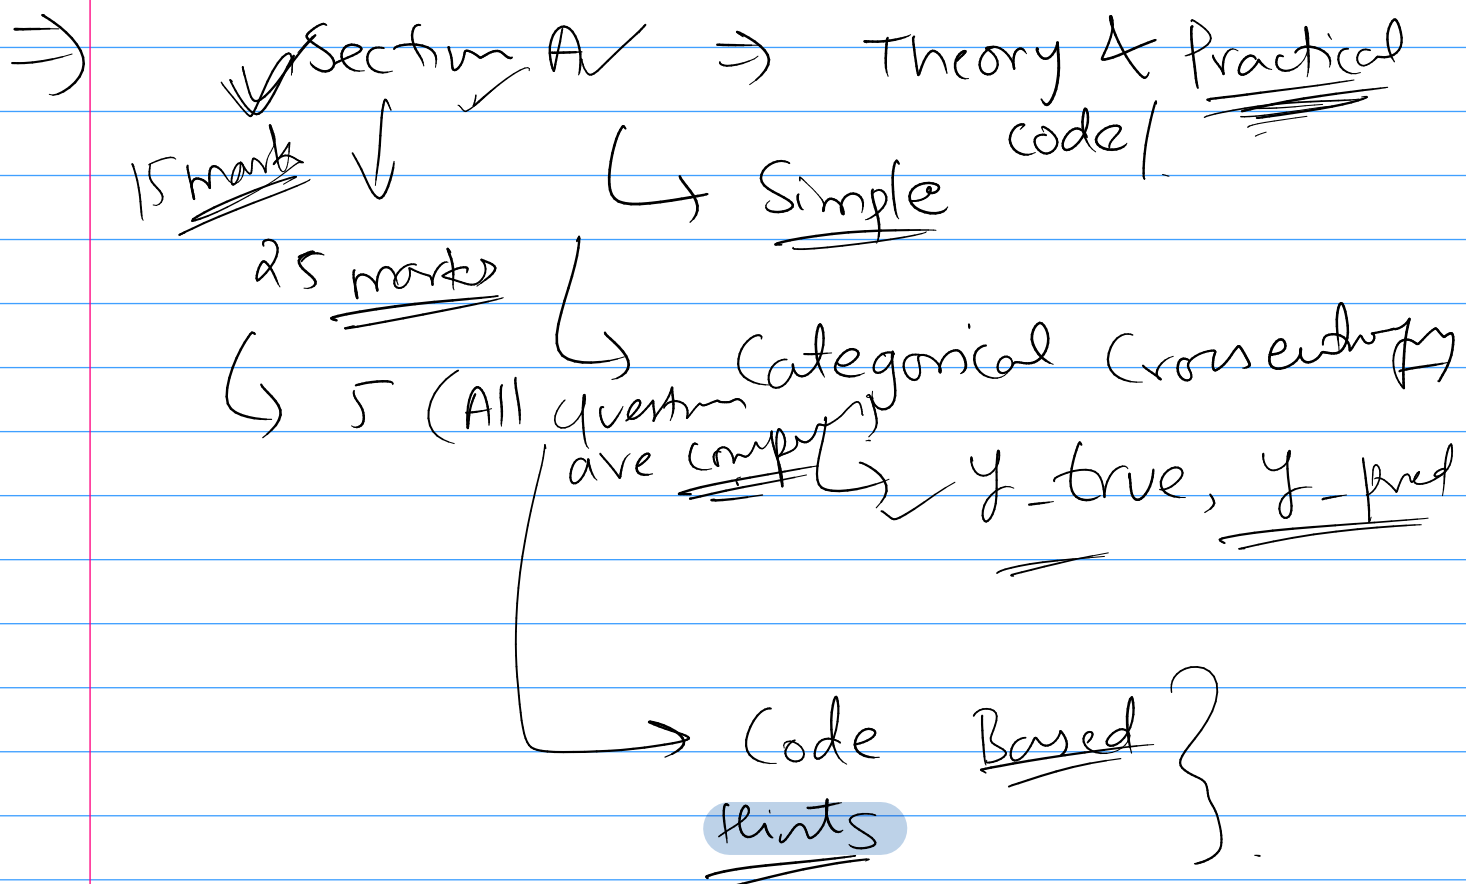 ⇒ Section A ⇒ Theory & Practical
code
15 marks
Simple
25 marks
Categorical Crossentropy
5 (All question
are compulsory)
y_true, y_pred
Code Based
Hints